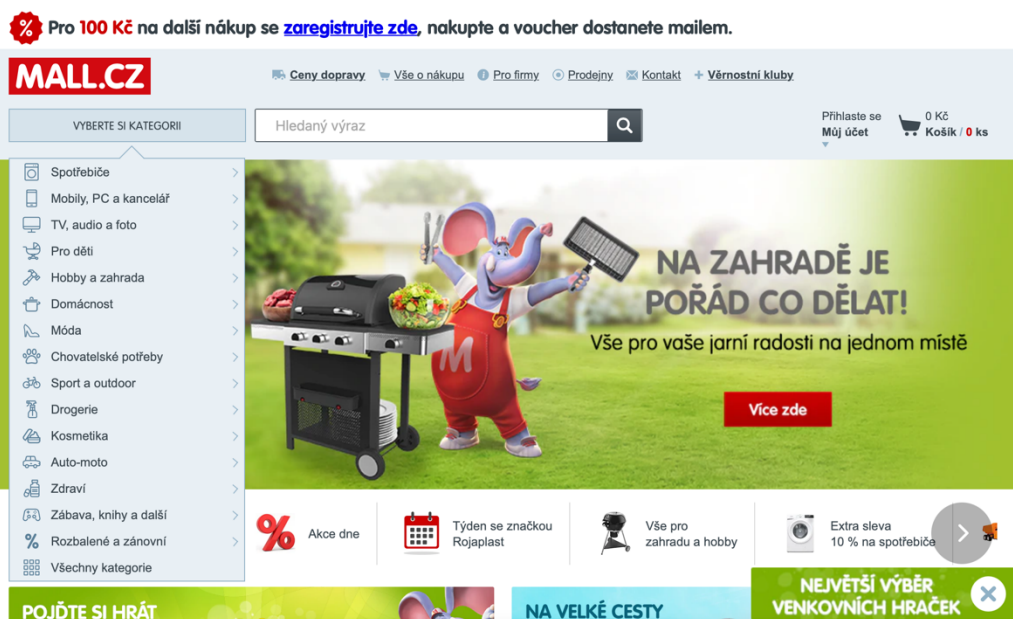 Pro 100 Kč na další nákup se zaregistrujte zde, nakupte a voucher dostanete mailem.
MALL.CZ
Ceny dopravy Vše o nákupu Pro firmy Prodejny Kontakt Věrnostní kluby
VYBERTE SI KATEGORII
Hledaný výraz
Přihlaste se
Můj účet
0 Kč
Košík / 0 ks
Spotřebiče
Mobily, PC a kancelář
TV, audio a foto
Pro děti
Hobby a zahrada
Domácnost
Móda
Chovatelské potřeby
Sport a outdoor
Drogerie
Kosmetika
Auto-moto
Zdraví
Zábava, knihy a další
Rozbalené a zánovní
Všechny kategorie
M
NA ZAHRADĚ JE
POŘÁD CO DĚLAT!
Vše pro vaše jarní radosti na jednom místě
Více zde
Akce dne
Týden se značkou
Rojaplast
Vše pro
zahradu a hobby
Extra sleva
10 % na spotřebiče
POJĎTE SI HRÁT
NA VELKÉ CESTY
NEJVĚTŠÍ VÝBĚR
VENKOVNÍCH HRAČEK